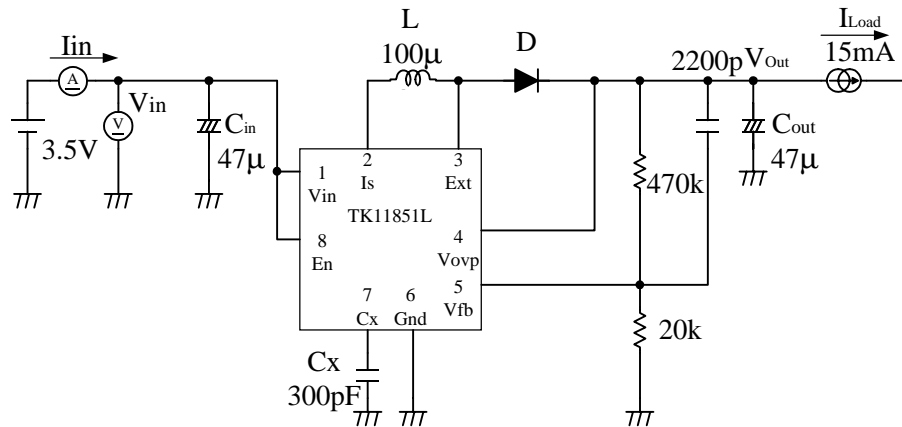 Iin
A
V
Vin
3.5V
Cin
47μ
L
100μ
D
2200p
VOut
ILoad
15mA
Cout
47μ
470k
20k
1
Vin
2
Is
3
Ext
TK11851L
8
En
4
Vovp
5
Vfb
7
Cx
6
Gnd
Cx
300pF